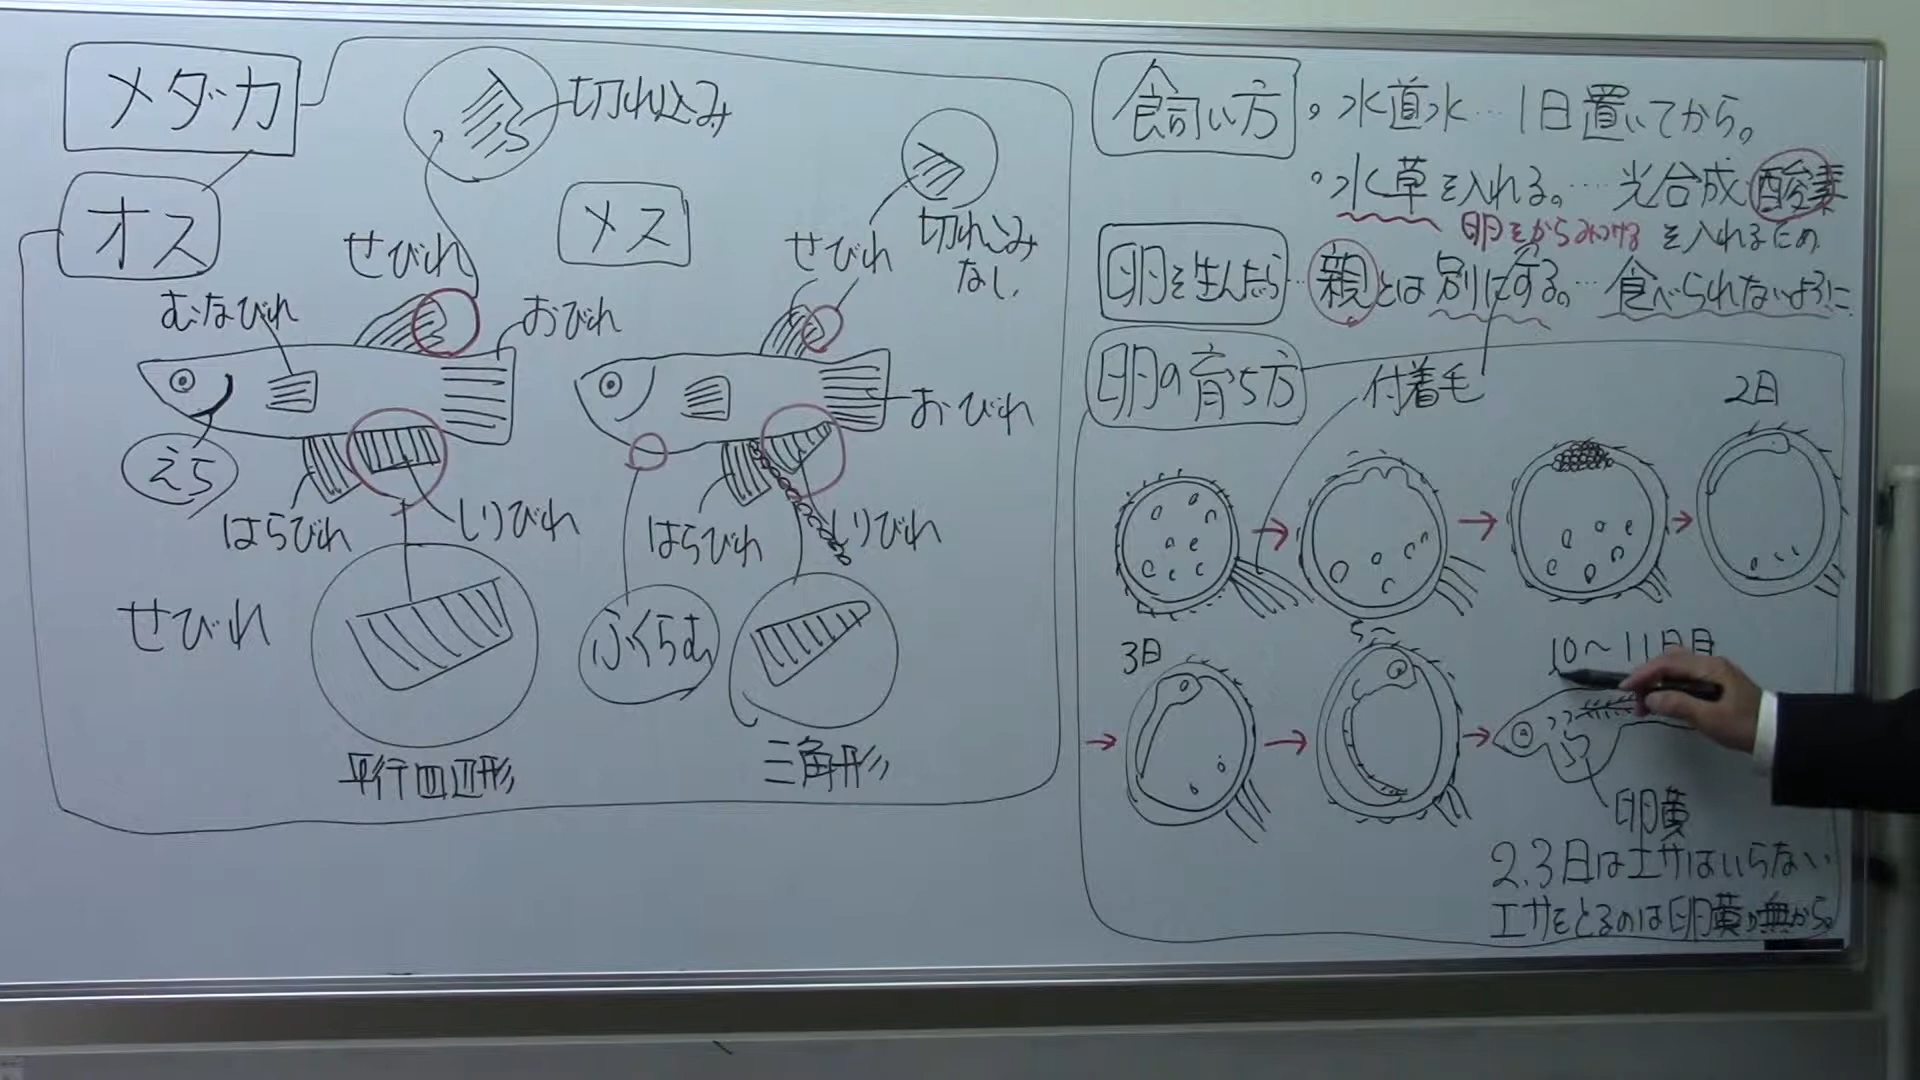 メダカ
切れ込み
オス
メス
せびれ
せびれ
切れ込み
なし
むなびれ
おびれ
おびれ
えら
はらびれ
しりびれ
はらびれ
しりびれ
せびれ
ふくらむ
平行四辺形
三角形
飼い方
。水道水…1日置いてから。
。水草を入れる。…光合成 酸素
卵をからみつける
を入れるため
卵を生んだら…親とは別にする。…食べられないように
卵の育ち方
付着毛
2日
3日
5〜
10〜11日目
卵黄
2.3日はエサはいらない
エサをとるのは卵黄が無から。